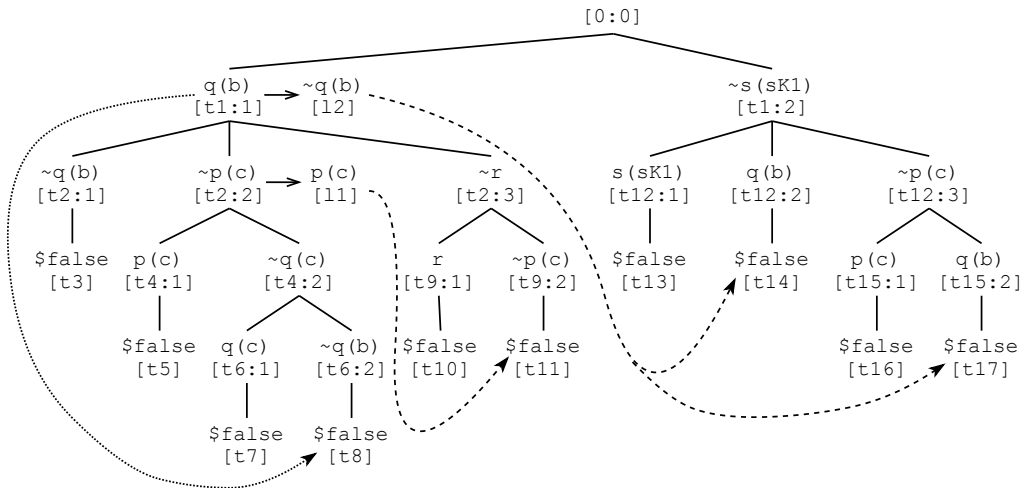 [0:0]
q(b) ~q(b) ~s(sK1)
[t1:1] [l2] [t1:2]
~q(b) ~p(c) p(c) ~r s(sK1) q(b) ~p(c)
[t2:1] [t2:2] [l1] [t2:3] [t12:1] [t12:2] [t12:3]
$false p(c) ~q(c) r ~p(c) $false $false p(c) q(b)
[t3] [t4:1] [t4:2] [t9:1] [t9:2] [t13] [t14] [t15:1] [t15:2]
$false q(c) ~q(b) $false $false $false $false
[t5] [t6:1] [t6:2] [t10] [t11] [t16] [t17]
$false $false
[t7] [t8]